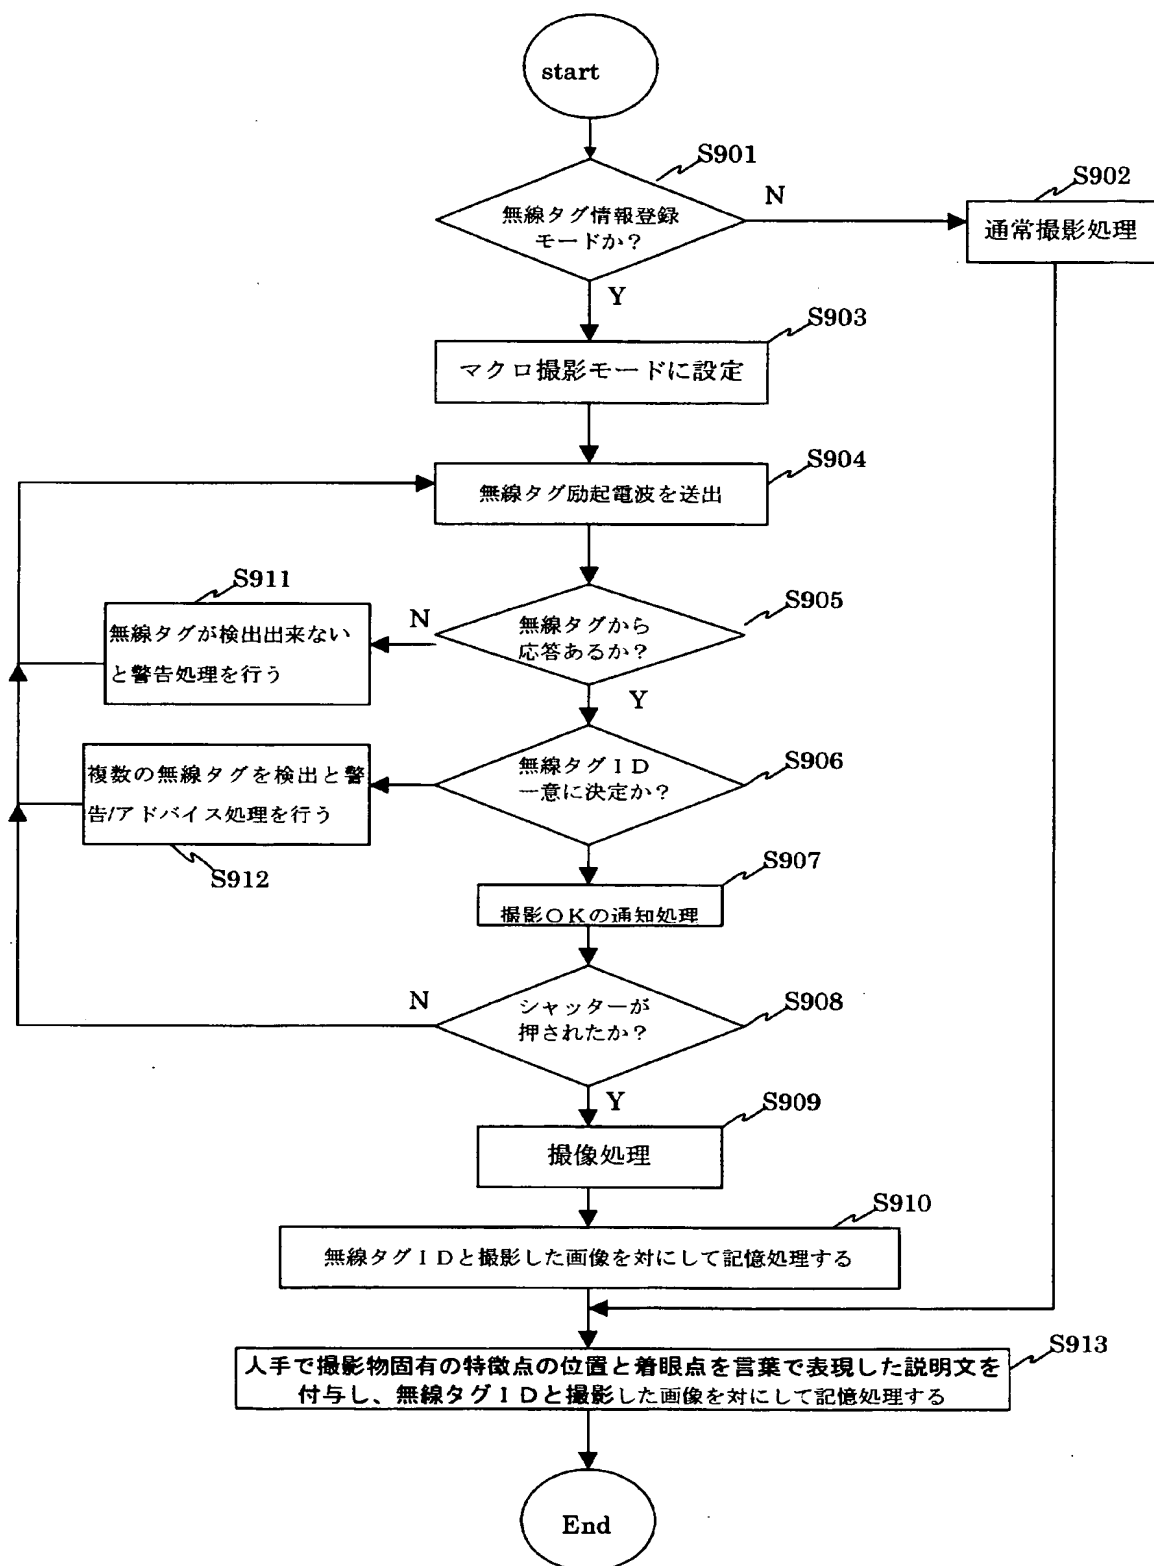 start
S901
無線タグ情報登録
モードか？
N
S902
通常撮影処理
Y
S903
マクロ撮影モードに設定
S904
無線タグ励起電波を送出
S911
無線タグが検出出来ない
と警告処理を行う
N
S905
無線タグから
応答あるか？
Y
S906
無線タグＩＤ
一意に決定か？
複数の無線タグを検出と警
告/アドバイス処理を行う
S912
S907
撮影ＯＫの通知処理
N
S908
シャッターが
押されたか？
Y
S909
撮像処理
S910
無線タグＩＤと撮影した画像を対にして記憶処理する
S913
人手で撮影物固有の特徴点の位置と着眼点を言葉で表現した説明文を
付与し、無線タグＩＤと撮影した画像を対にして記憶処理する
End